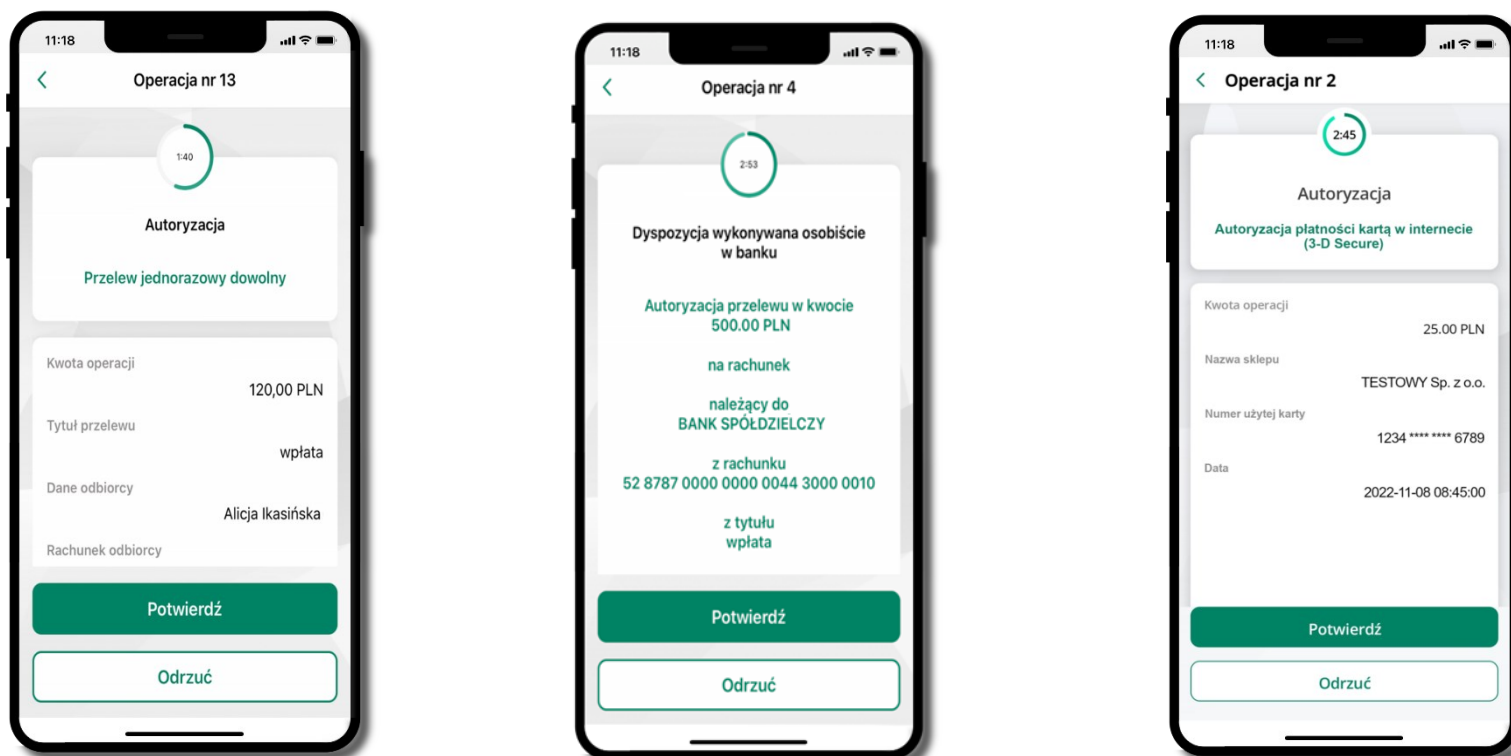 11:18
Operacja nr 13
1:40
Autoryzacja
Przelew jednorazowy dowolny
Kwota operacji
120,00 PLN
Tytuł przelewu
wpłata
Dane odbiorcy
Alicja Ikasińska
Rachunek odbiorcy
Potwierdź
Odrzuć
11:18
Operacja nr 4
2:53
Dyspozycja wykonywana osobiście
w banku
Autoryzacja przelewu w kwocie
500.00 PLN
na rachunek
należący do
BANK SPÓŁDZIELCZY
z rachunku
52 8787 0000 0000 0044 3000 0010
z tytułu
wpłata
Potwierdź
Odrzuć
11:18
Operacja nr 2
2:45
Autoryzacja
Autoryzacja płatności kartą w internecie
(3-D Secure)
Kwota operacji
25.00 PLN
Nazwa sklepu
TESTOWY Sp. z o.o.
Numer użytej karty
1234 **** **** 6789
Data
2022-11-08 08:45:00
Potwierdź
Odrzuć